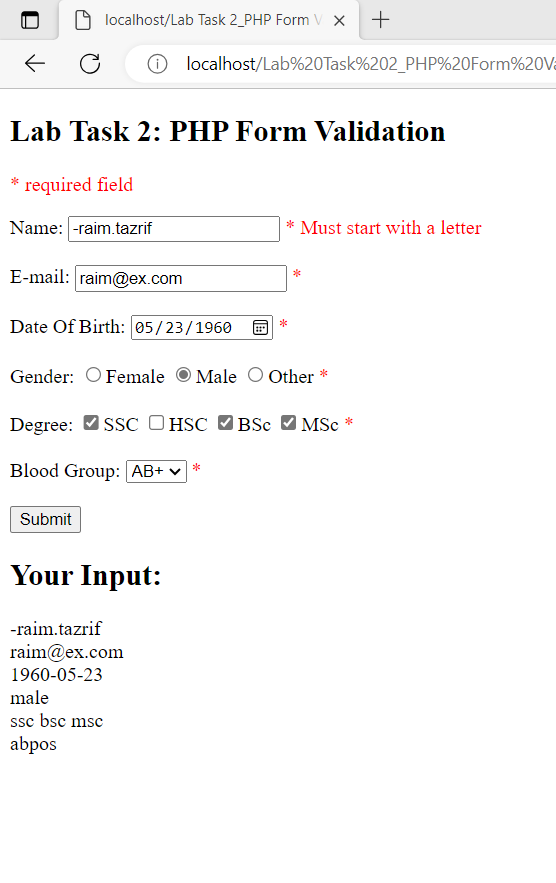 localhost/Lab Task 2_PHP Form V
localhost/Lab%20Task%202_PHP%20Form%20Va
Lab Task 2: PHP Form Validation
* required field
Name: -raim.tazrif * Must start with a letter
E-mail: raim@ex.com *
Date Of Birth: 05/23/1960 *
Gender: Female Male Other *
Degree: SSC HSC BSc MSc *
Blood Group: AB+ *
Submit
Your Input:
-raim.tazrif
raim@ex.com
1960-05-23
male
ssc bsc msc
abpos